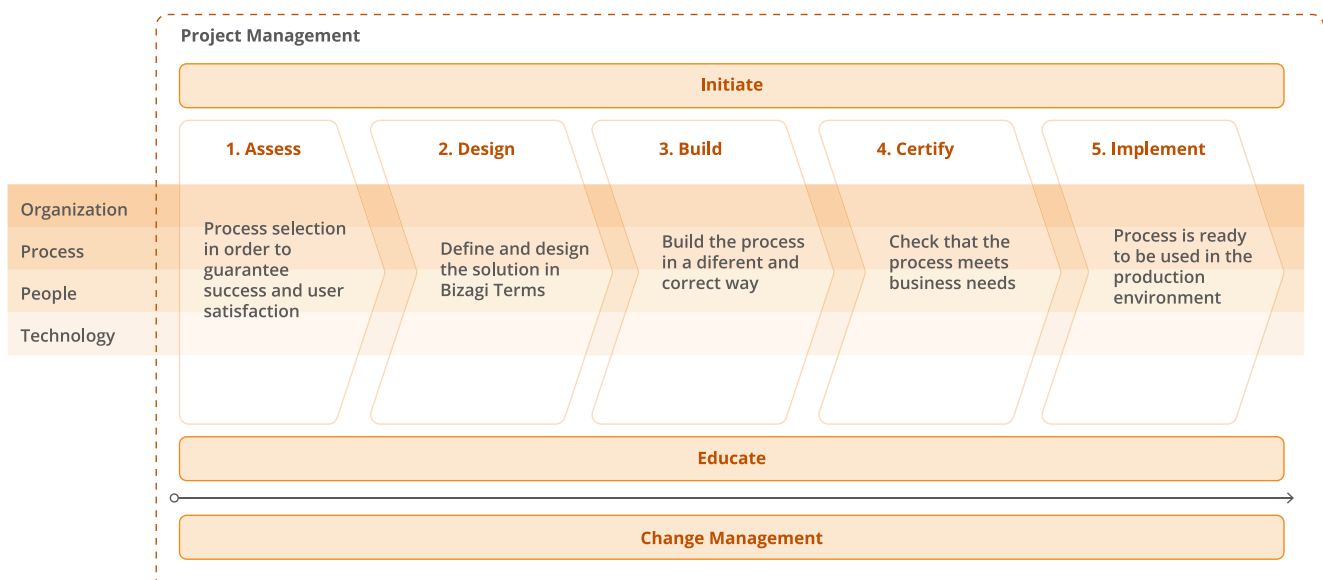 Project Management
Initiate
1. Assess
2. Design
3. Build
4. Certify
5. Implement
Organization
Process
People
Technology
Process selection
in order to
guarantee
success and user
satisfaction
Define and design
the solution in
Bizagi Terms
Build the process
in a diferent and
correct way
Check that the
process meets
business needs
Process is ready
to be used in the
production
environment
Educate
Change Management